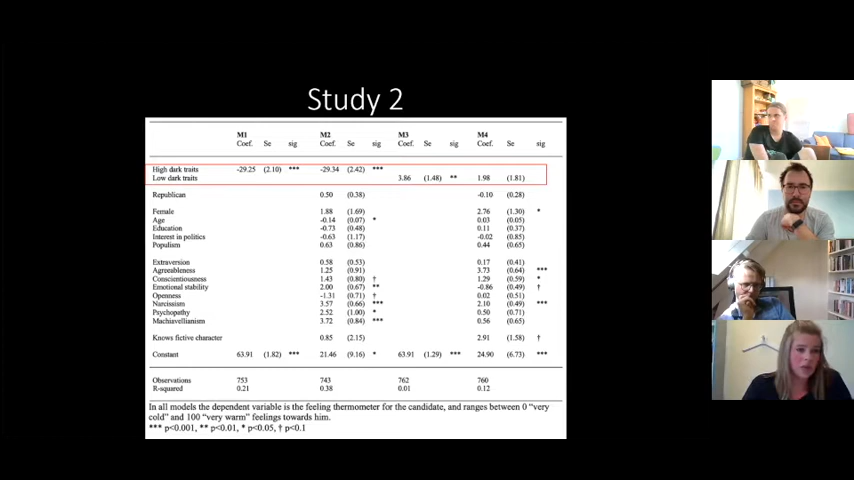 Study 2
M1 M2 M3 M4
Coef. Se sig Coef. Se sig Coef. Se sig Coef. Se sig
High dark traits -29.25 (2.10) *** -29.34 (2.42) ***
Low dark traits 3.86 (1.48) ** 1.98 (1.81)
Republican 0.50 (0.38) -0.10 (0.28)
Female 1.88 (1.69) 2.76 (1.30) *
Age -0.14 (0.07) * 0.03 (0.05)
Education -0.73 (0.48) 0.11 (0.37)
Interest in politics -0.63 (1.17) -0.02 (0.85)
Populism 0.63 (0.86) 0.44 (0.65)
Extraversion 0.58 (0.53) 0.17 (0.41)
Agreeableness 1.25 (0.91) 3.73 (0.64) ***
Conscientiousness 1.43 (0.80) † 1.29 (0.59) *
Emotional stability 2.00 (0.67) ** -0.86 (0.49) †
Openness -1.31 (0.71) † 0.02 (0.51)
Narcissism 3.57 (0.66) *** 2.10 (0.49) ***
Psychopathy 2.52 (1.00) * 0.50 (0.71)
Machiavellianism 3.72 (0.84) *** 0.56 (0.65)
Knows fictive character 0.85 (2.15) 2.91 (1.58) †
Constant 63.91 (1.82) *** 21.46 (9.16) * 63.91 (1.29) *** 24.90 (6.73) ***
Observations 753 743 762 760
R-squared 0.21 0.38 0.01 0.12
In all models the dependent variable is the feeling thermometer for the candidate, and ranges between 0 “very
cold” and 100 “very warm” feelings towards him.
*** p<0.001, ** p<0.01, * p<0.05, † p<0.1